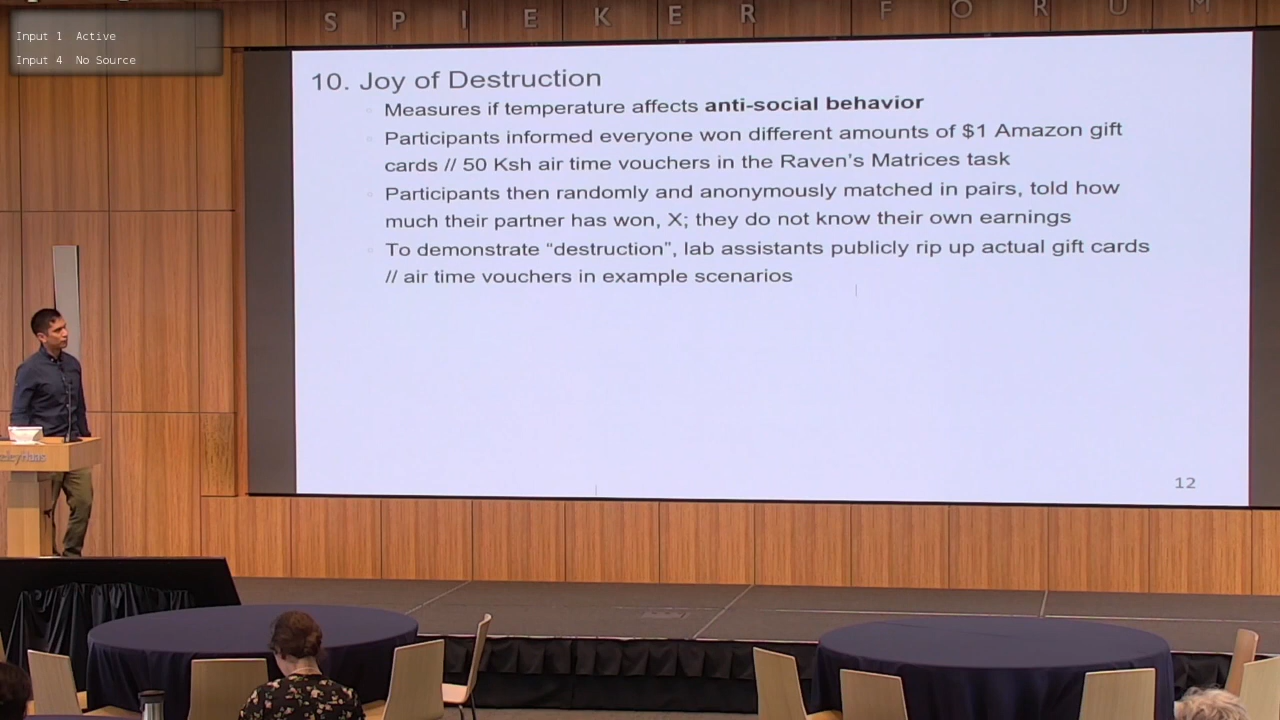 SPIEKER FORUM
Input 1 Active
Input 4 No Source
10. Joy of Destruction
Measures if temperature affects anti-social behavior
Participants informed everyone won different amounts of $1 Amazon gift
cards // 50 Ksh air time vouchers in the Raven's Matrices task
Participants then randomly and anonymously matched in pairs, told how
much their partner has won, X; they do not know their own earnings
To demonstrate “destruction”, lab assistants publicly rip up actual gift cards
// air time vouchers in example scenarios
eleyHaas
12